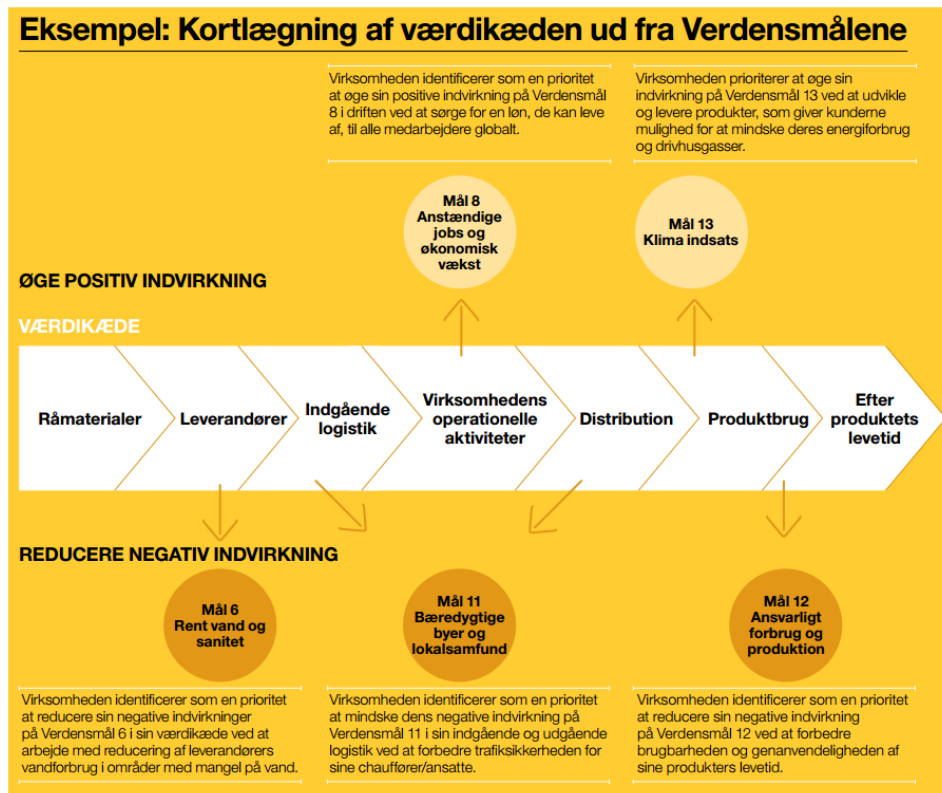 Eksempel: Kortlægning af værdikæden ud fra Verdensmålene
Virksomheden identificerer som en prioritet
at øge sin positive indvirkning på Verdensmål
8 i driften ved at sørge for en løn, de kan leve
af, til alle medarbejdere globalt.
Virksomheden prioriterer at øge sin
indvirkning på Verdensmål 13 ved at udvikle
og levere produkter, som giver kunderne
mulighed for at mindske deres energiforbrug
og drivhusgasser.
Mål 8
Anstændige
jobs og
økonomisk
vækst
Mål 13
Klima indsats
ØGE POSITIV INDVIRKNING
VÆRDIKÆDE
Råmaterialer
Leverandører
Indgående
logistik
Virksomhedens
operationelle
aktiviteter
Distribution
Produktbrug
Efter
produktets
levetid
REDUCERE NEGATIV INDVIRKNING
Mål 6
Rent vand og
sanitet
Mål 11
Bæredygtige
byer og
lokalsamfund
Mål 12
Ansvarligt
forbrug og
produktion
Virksomheden identificerer som en prioritet
at reducere sin negative indvirkninger
på Verdensmål 6 i sin værdikæde ved at
arbejde med reducering af leverandørers
vandforbrug i områder med mangel på vand.
Virksomheden identificerer som en prioritet
at mindske dens negative indvirkning på
Verdensmål 11 i sin indgående og udgående
logistik ved at forbedre trafiksikkerheden for
sine chauffører/ansatte.
Virksomheden identificerer som en prioritet
at reducere sin negative indvirkning
på Verdensmål 12 ved at forbedre
brugbarheden og genanvendeligheden af
sine produkters levetid.